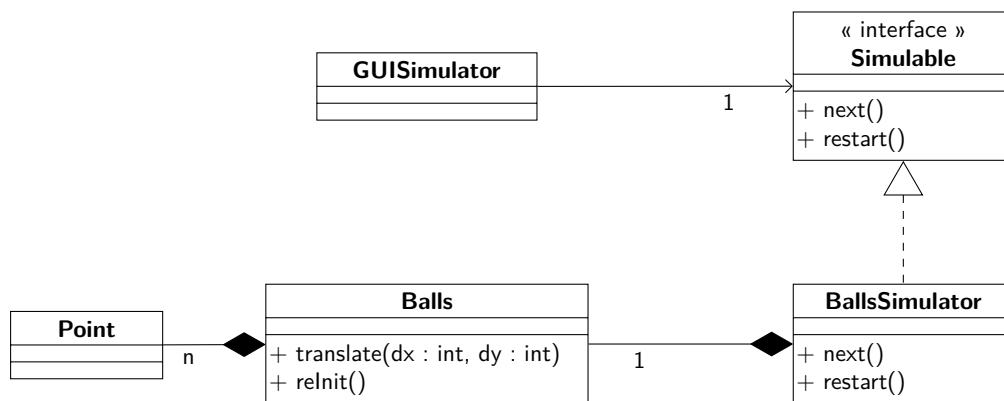 « interface »
Simulable
+ next()
+ restart()
GUISimulator
1
Point
n
Balls
+ translate(dx : int, dy : int)
+ reInit()
1
BallsSimulator
+ next()
+ restart()